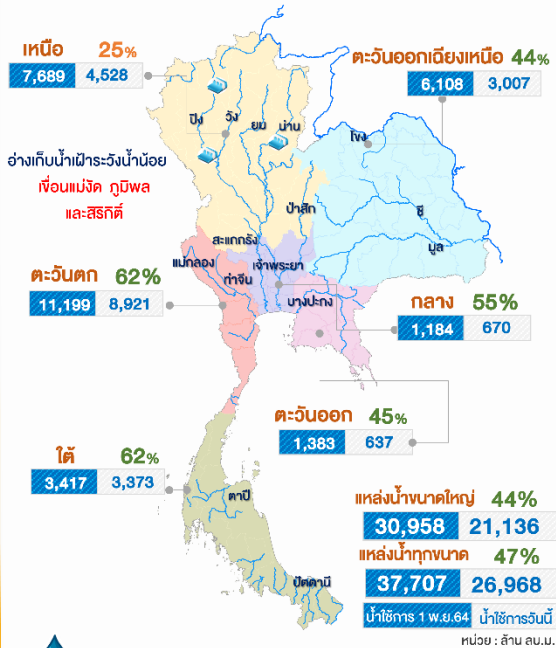 เหนือ 25%
7,689 4,528
ตะวันออกเฉียงเหนือ 44%
6,108 3,007
ปิง
วัง
ยม
น่าน
โขง
อ่างเก็บน้ำเฝ้าระวังน้ำน้อย
เขื่อนแม่งัด ภูมิพล
และสิริกิติ์
ป่าสัก
ชี
มูล
สะแกกรัง
แม่กลอง
ท่าจีน
เจ้าพระยา
บางปะกง
ตะวันตก 62%
11,199 8,921
กลาง 55%
1,184 670
ตะวันออก 45%
1,383 637
ใต้ 62%
3,417 3,373
ตาปี
ปัตตานี
แหล่งน้ำขนาดใหญ่ 44%
30,958 21,136
แหล่งน้ำทุกขนาด 47%
37,707 26,968
น้ำใช้การ 1 พ.ย.64 น้ำใช้การวันนี้
หน่วย : ล้าน ลบ.ม.